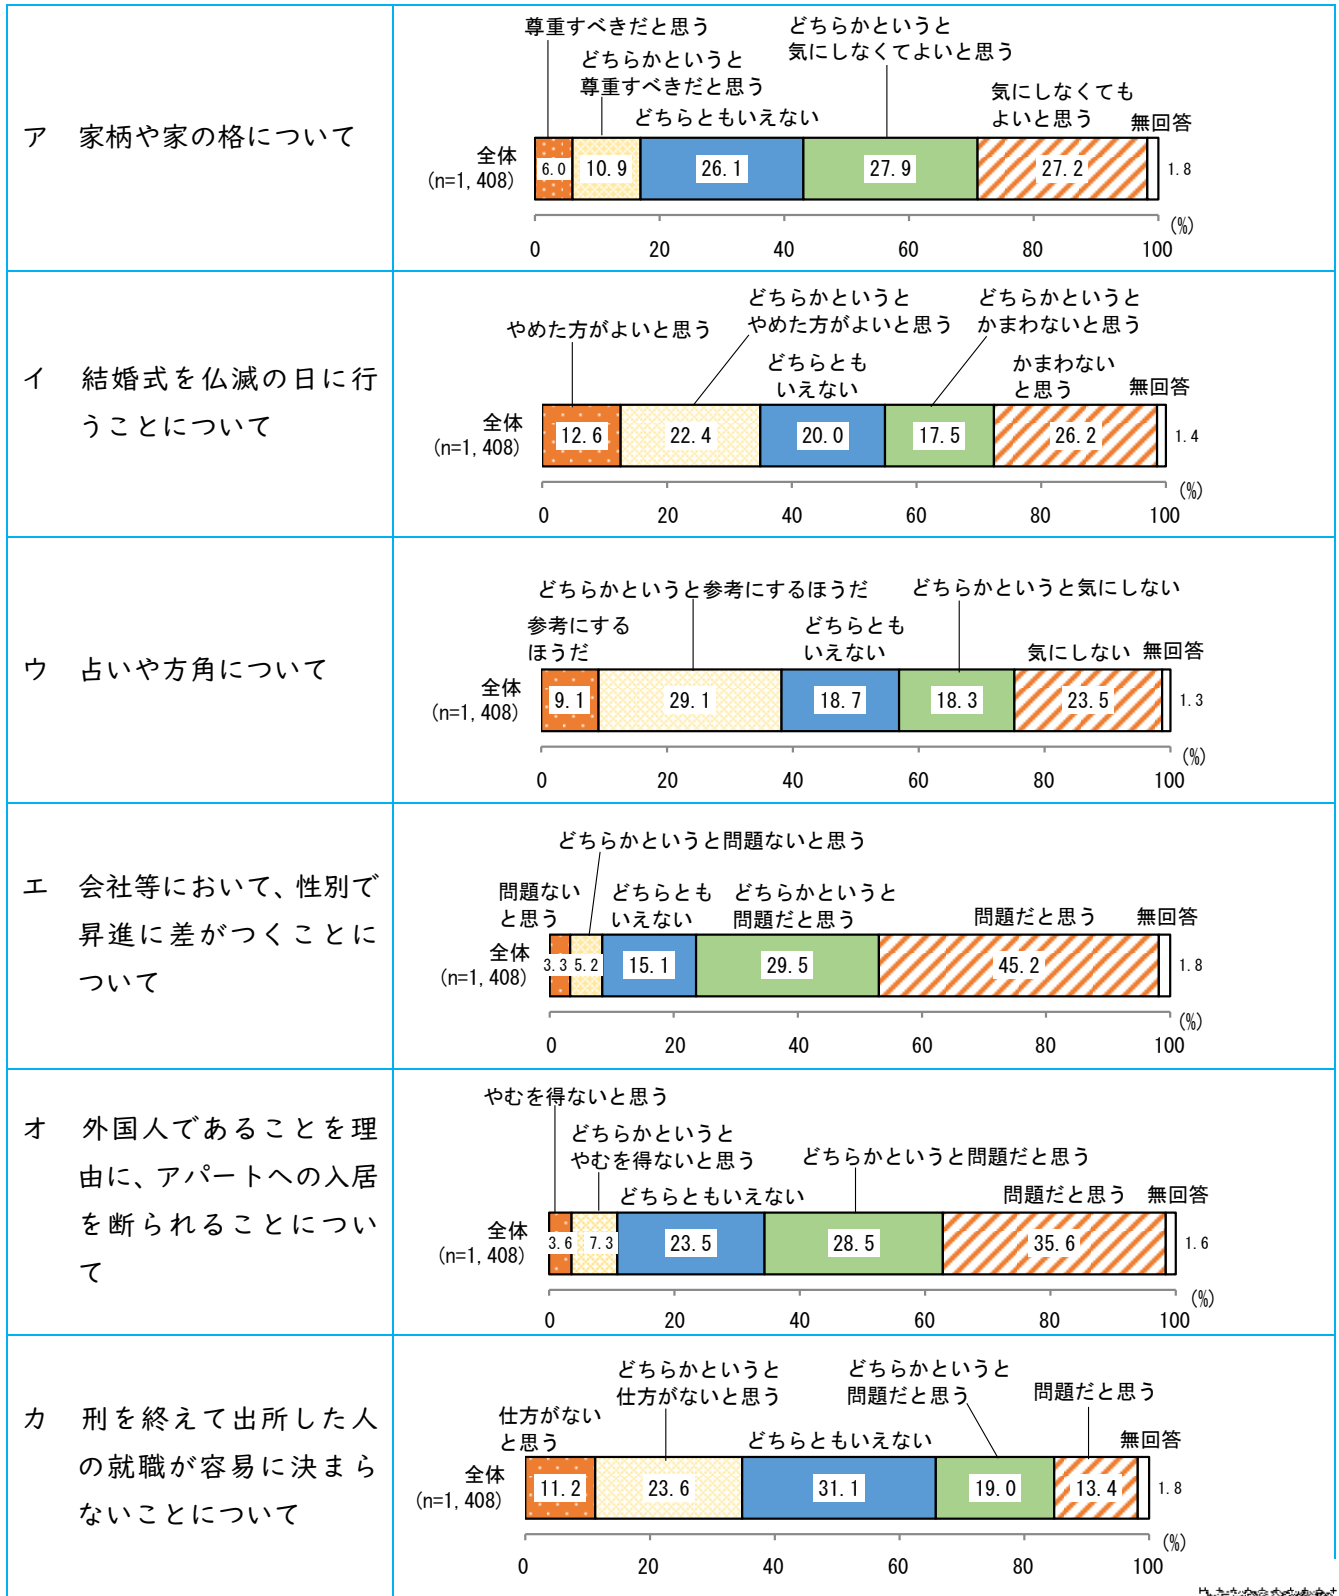 尊重すべきだと思う
どちらかというと
尊重すべきだと思う
どちらともいえない
どちらかというと
気にしなくてよいと思う
気にしなくても
よいと思う
無回答
ア 家柄や家の格について
全体
(n=1,408)
6.0 10.9 26.1 27.9 27.2 1.8
(%)
0 20 40 60 80 100
やめた方がよいと思う
どちらかというと
やめた方がよいと思う
どちらとも
いえない
どちらかというと
かまわないと思う
かまわない
と思う
無回答
イ 結婚式を仏滅の日に行
うことについて
全体
(n=1,408)
12.6 22.4 20.0 17.5 26.2 1.4
(%)
0 20 40 60 80 100
どちらかというと参考にするほうだ
どちらかというと気にしない
参考にする
ほうだ
どちらとも
いえない
気にしない
無回答
ウ 占いや方角について
全体
(n=1,408)
9.1 29.1 18.7 18.3 23.5 1.3
(%)
0 20 40 60 80 100
どちらかというと問題ないと思う
問題ない
と思う
どちらとも
いえない
どちらかというと
問題だと思う
問題だと思う
無回答
エ 会社等において、性別で
昇進に差がつくことに
ついて
全体
(n=1,408)
3.3 5.2 15.1 29.5 45.2 1.8
(%)
0 20 40 60 80 100
やむを得ないと思う
どちらかというと
やむを得ないと思う
どちらともいえない
どちらかというと問題だと思う
問題だと思う
無回答
オ 外国人であることを理
由に、アパートへの入居
を断られることについ
て
全体
(n=1,408)
3.6 7.3 23.5 28.5 35.6 1.6
(%)
0 20 40 60 80 100
仕方がない
と思う
どちらかというと
仕方がないと思う
どちらともいえない
どちらかというと
問題だと思う
問題だと思う
無回答
カ 刑を終えて出所した人
の就職が容易に決まら
ないことについて
全体
(n=1,408)
11.2 23.6 31.1 19.0 13.4 1.8
(%)
0 20 40 60 80 100